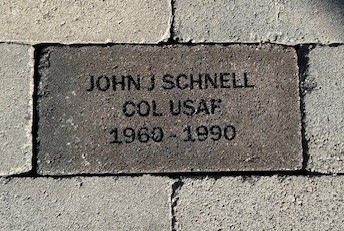 JOHN J SCHNELL
COL USAF
1960 - 1990